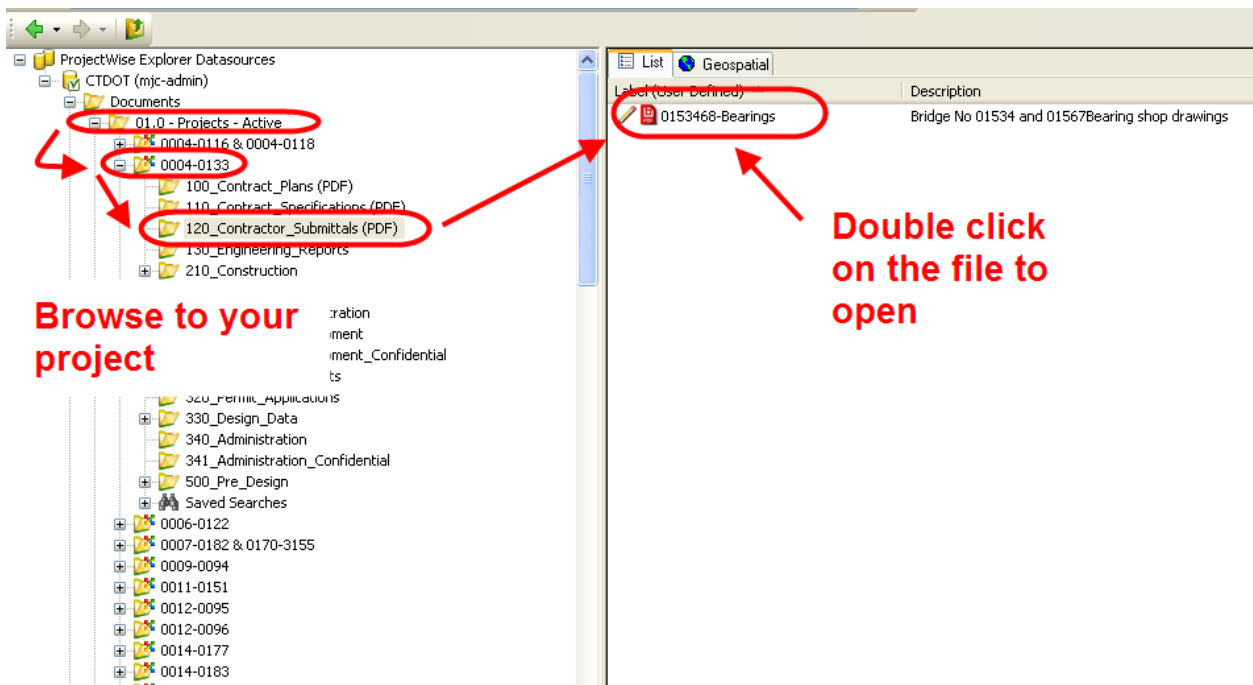 ProjectWise Explorer Datasources
CTDOT (mjc-admin)
Documents
01.0 - Projects - Active
0004-0116 & 0004-0118
0004-0133
100_Contract_Plans (PDF)
110_Contract_Specifications (PDF)
120_Contractor_Submittals (PDF)
130_Engineering_Reports
210_Construction
Browse to your
project
:ration
ment
ment_Confidential
ts
320_Permit_Applications
330_Design_Data
340_Administration
341_Administration_Confidential
500_Pre_Design
Saved Searches
0006-0122
0007-0182 & 0170-3155
0009-0094
0011-0151
0012-0095
0012-0096
0014-0177
0014-0183
List
Geospatial
Label (User Defined)
Description
0153468-Bearings
Bridge No 01534 and 01567Bearing shop drawings
Double click
on the file to
open